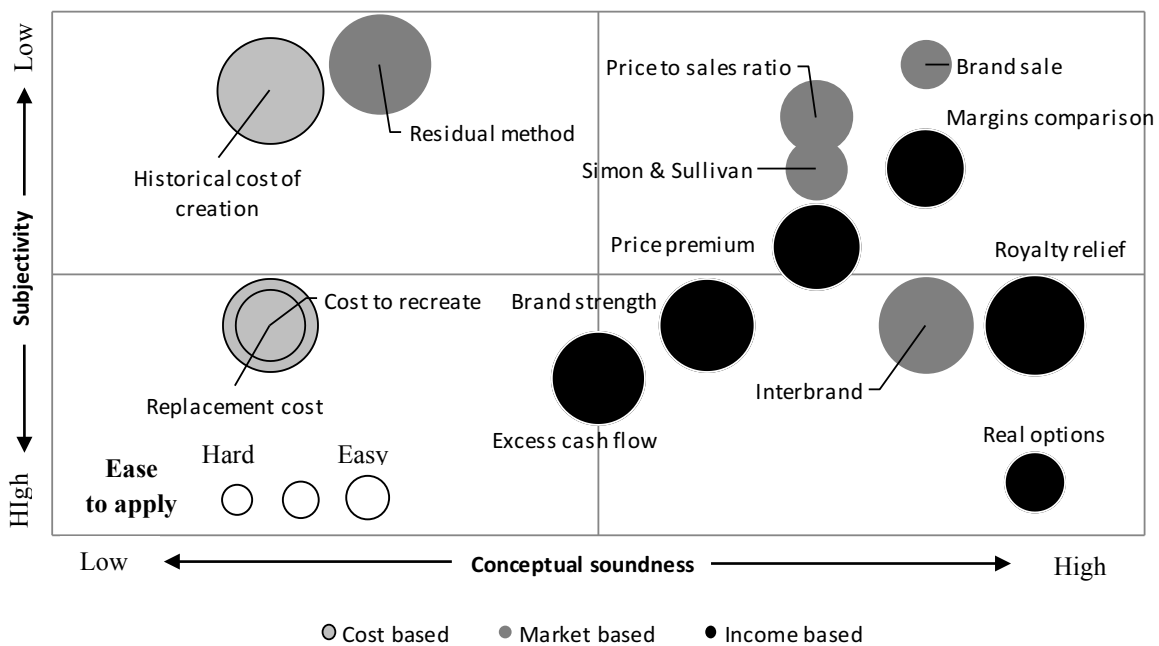 Low
Subjectivity
HIgh
Price to sales ratio
Brand sale
Residual method
Margins comparison
Historical cost of
creation
Simon & Sullivan
Price premium
Royalty relief
Cost to recreate
Brand strength
Replacement cost
Interbrand
Excess cash flow
Real options
Ease
to apply
Hard
Easy
Low
Conceptual soundness
High
Cost based
Market based
Income based